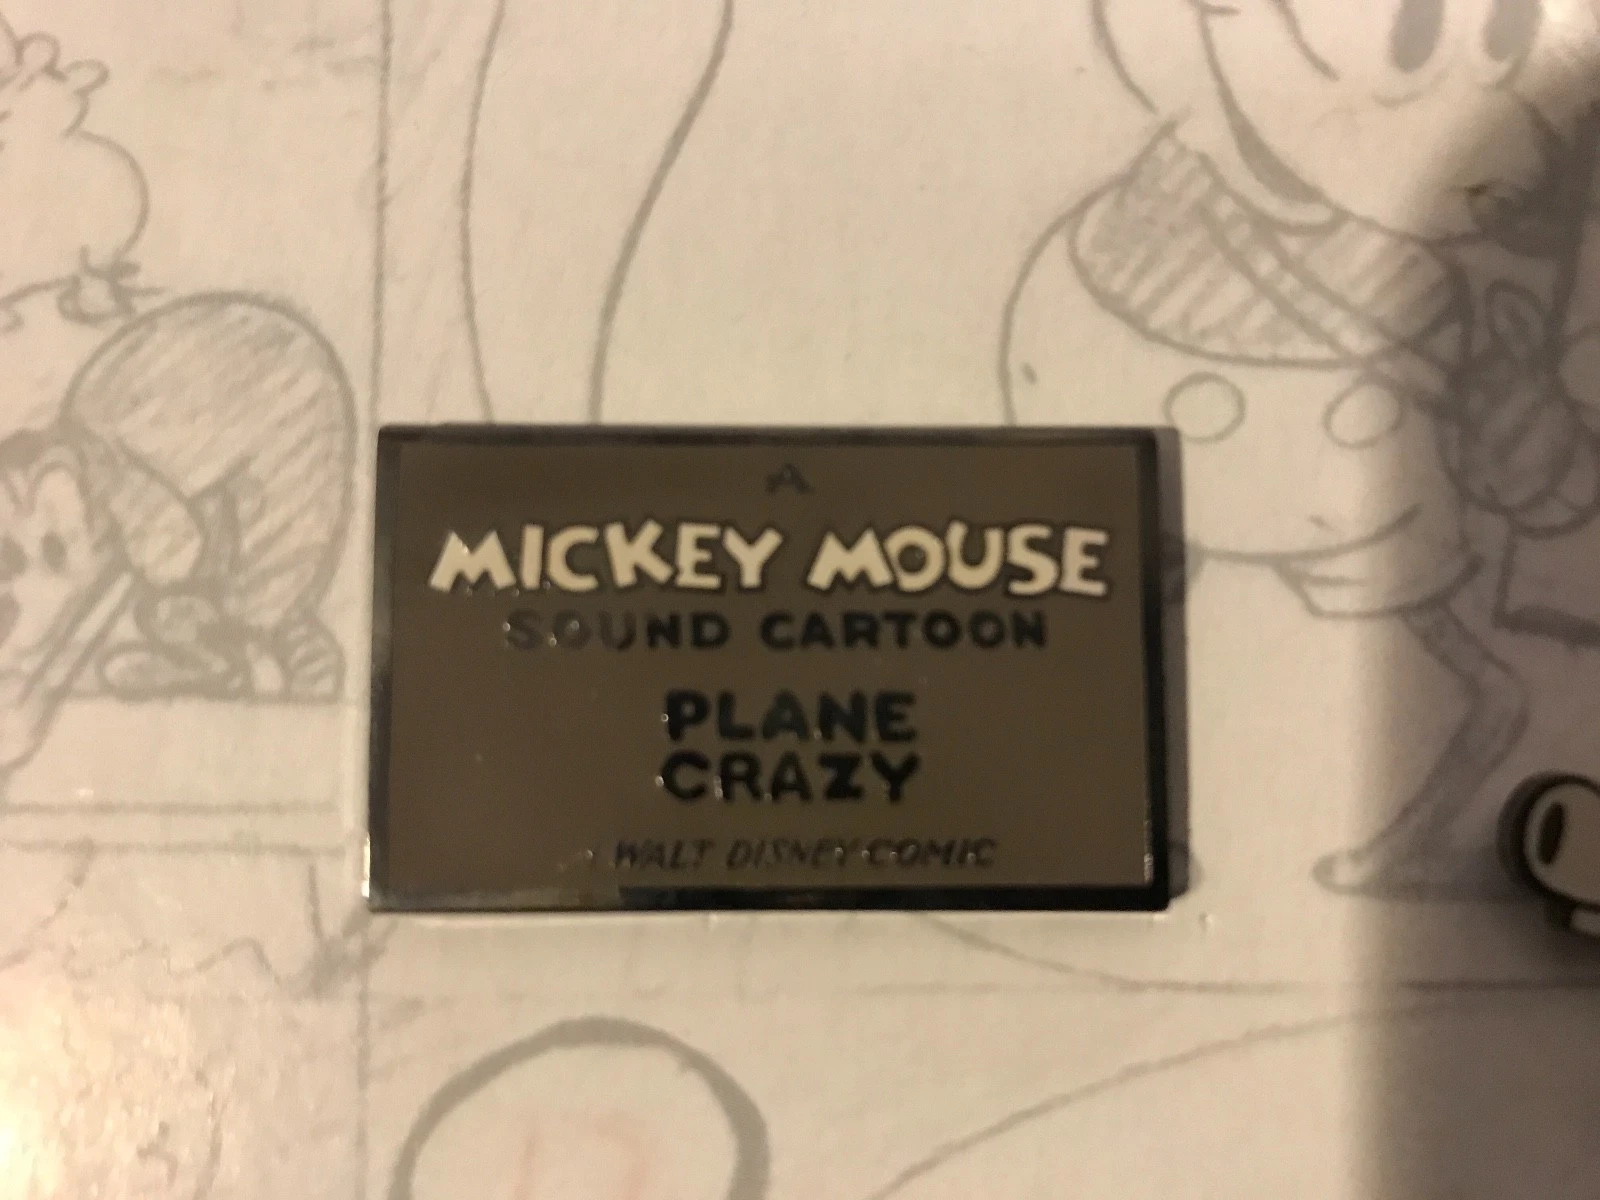 A
MICKEY MOUSE
SOUND CARTOON
PLANE
CRAZY
WALT DISNEY COMIC